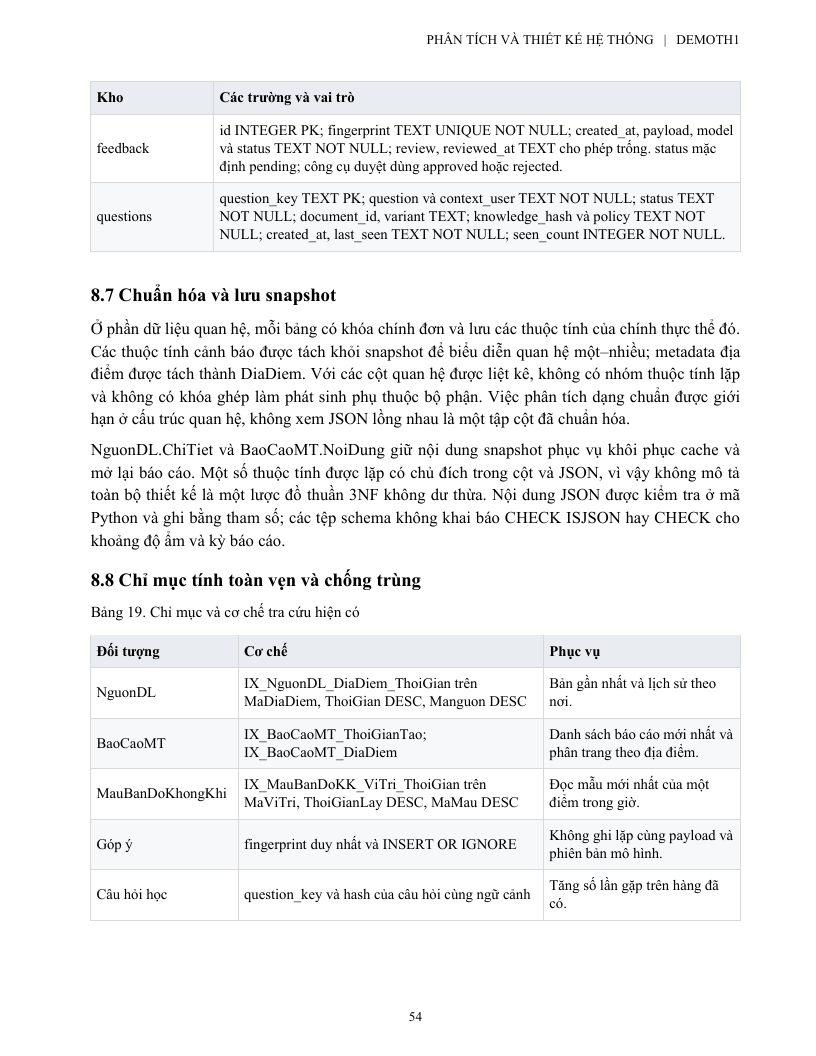 PHÂN TÍCH VÀ THIẾT KẾ HỆ THỐNG | DEMOTH1
Kho
Các trường và vai trò
feedback
id INTEGER PK; fingerprint TEXT UNIQUE NOT NULL; created_at, payload, model
và status TEXT NOT NULL; review, reviewed_at TEXT cho phép trống. status mặc
định pending; công cụ duyệt dùng approved hoặc rejected.
questions
question_key TEXT PK; question và context_user TEXT NOT NULL; status TEXT
NOT NULL; document_id, variant TEXT; knowledge_hash và policy TEXT NOT
NULL; created_at, last_seen TEXT NOT NULL; seen_count INTEGER NOT NULL.
8.7 Chuẩn hóa và lưu snapshot
Ở phần dữ liệu quan hệ, mỗi bảng có khóa chính đơn và lưu các thuộc tính của chính thực thể đó.
Các thuộc tính cảnh báo được tách khỏi snapshot để biểu diễn quan hệ một–nhiều; metadata địa
điểm được tách thành DiaDiem. Với các cột quan hệ được liệt kê, không có nhóm thuộc tính lặp
và không có khóa ghép làm phát sinh phụ thuộc bộ phận. Việc phân tích dạng chuẩn được giới
hạn ở cấu trúc quan hệ, không xem JSON lồng nhau là một tập cột đã chuẩn hóa.
NguonDL.ChiTiet và BaoCaoMT.NoiDung giữ nội dung snapshot phục vụ khôi phục cache và
mở lại báo cáo. Một số thuộc tính được lặp có chủ đích trong cột và JSON, vì vậy không mô tả
toàn bộ thiết kế là một lược đồ thuần 3NF không dư thừa. Nội dung JSON được kiểm tra ở mã
Python và ghi bằng tham số; các tệp schema không khai báo CHECK ISJSON hay CHECK cho
khoảng độ ẩm và kỳ báo cáo.
8.8 Chỉ mục tính toàn vẹn và chống trùng
Bảng 19. Chỉ mục và cơ chế tra cứu hiện có
Đối tượng
Cơ chế
Phục vụ
NguonDL
IX_NguonDL_DiaDiem_ThoiGian trên
MaDiaDiem, ThoiGian DESC, Manguon DESC
Bản gần nhất và lịch sử theo
nơi.
BaoCaoMT
IX_BaoCaoMT_ThoiGianTao;
IX_BaoCaoMT_DiaDiem
Danh sách báo cáo mới nhất và
phân trang theo địa điểm.
MauBanDoKhongKhi
IX_MauBanDoKK_ViTri_ThoiGian trên
MaViTri, ThoiGianLay DESC, MaMau DESC
Đọc mẫu mới nhất của một
điểm trong giờ.
Góp ý
fingerprint duy nhất và INSERT OR IGNORE
Không ghi lặp cùng payload và
phiên bản mô hình.
Câu hỏi học
question_key và hash của câu hỏi cùng ngữ cảnh
Tăng số lần gặp trên hàng đã
có.
54